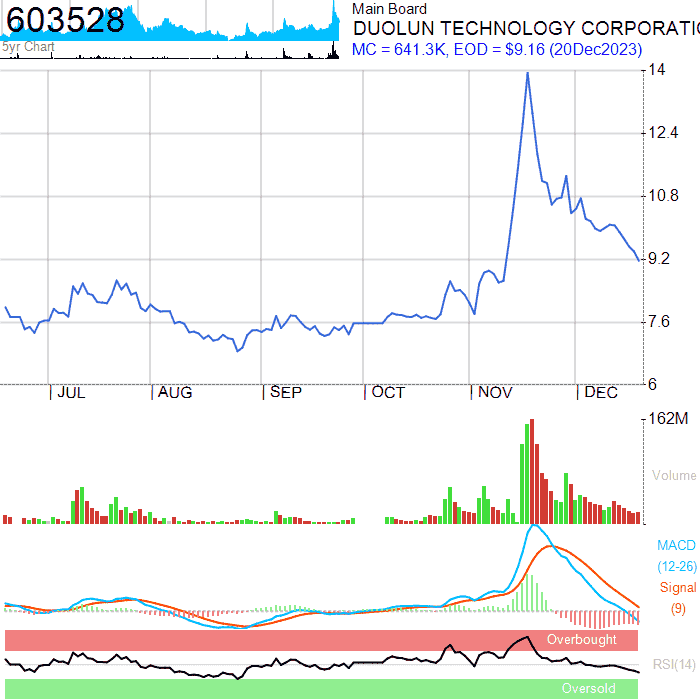 603528
5yr Chart
Main Board
DUOLUN TECHNOLOGY CORPORATI
MC = 641.3K, EOD = $9.16 (20Dec2023)
14
12.4
10.8
9.2
7.6
6
JUL AUG SEP OCT NOV DEC
162M
Volume
MACD
(12-26)
Signal
(9)
Overbought
RSI(14)
Oversold